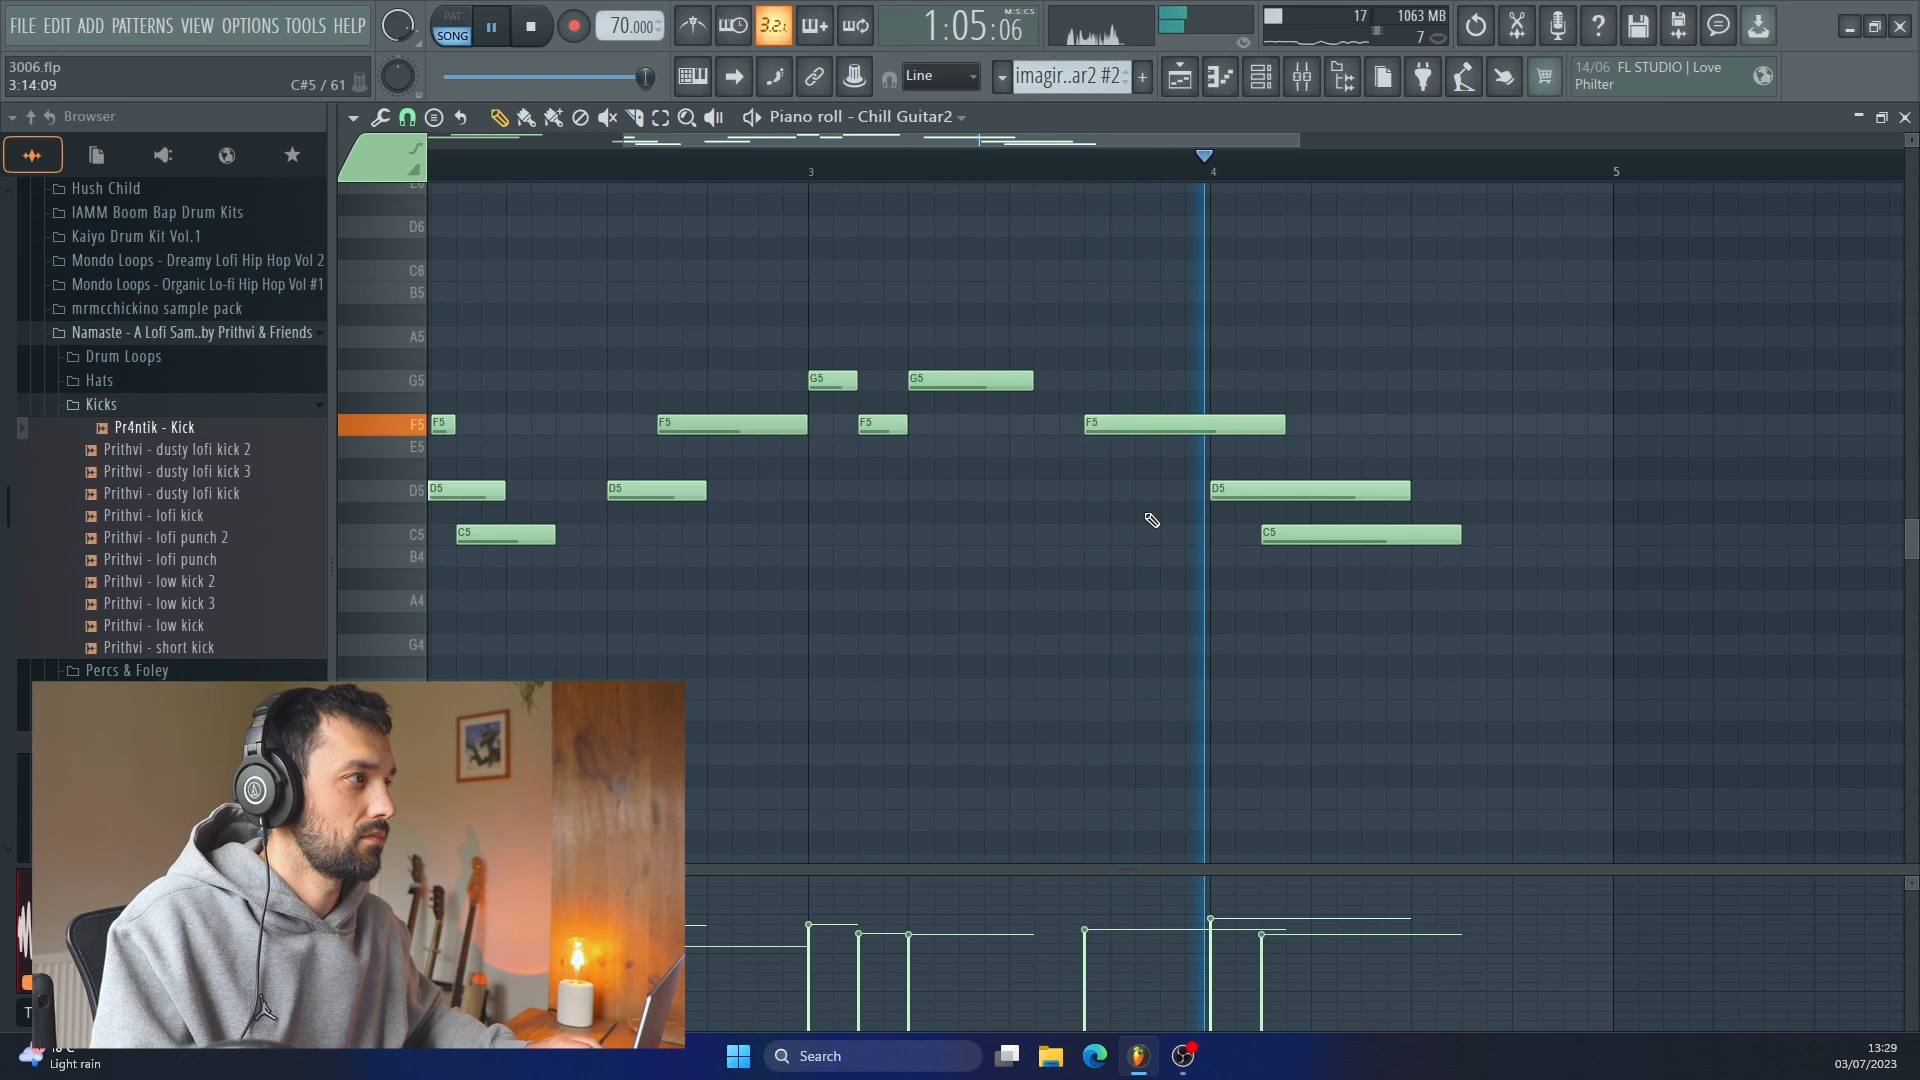 FILE EDIT ADD PATTERNS VIEW OPTIONS TOOLS HELP
PAT
SONG
70.000
3.2.
1:05:06
M:S:CS
17
1063 MB
7
3006.flp
3:14:09
C#5 / 61
Line
imagir..ar2 #2
14/06 FL STUDIO | Love
Philter
Browser
Piano roll - Chill Guitar2
3
4
5
Hush Child
IAMM Boom Bap Drum Kits
Kaiyo Drum Kit Vol.1
Mondo Loops - Dreamy Lofi Hip Hop Vol 2
Mondo Loops - Organic Lo-fi Hip Hop Vol #1
mrmcchickino sample pack
Namaste - A Lofi Sam..by Prithvi & Friends
Drum Loops
Hats
Kicks
Pr4ntik - Kick
Prithvi - dusty lofi kick 2
Prithvi - dusty lofi kick 3
Prithvi - dusty lofi kick
Prithvi - lofi kick
Prithvi - lofi punch 2
Prithvi - lofi punch
Prithvi - low kick 2
Prithvi - low kick 3
Prithvi - low kick
Prithvi - short kick
Percs & Foley
D6
C6
B5
A5
G5
F5
E5
D5
C5
B4
A4
G4
G5
G5
F5
F5
F5
F5
D5
D5
D5
C5
C5
Light rain
Search
13:29
03/07/2023